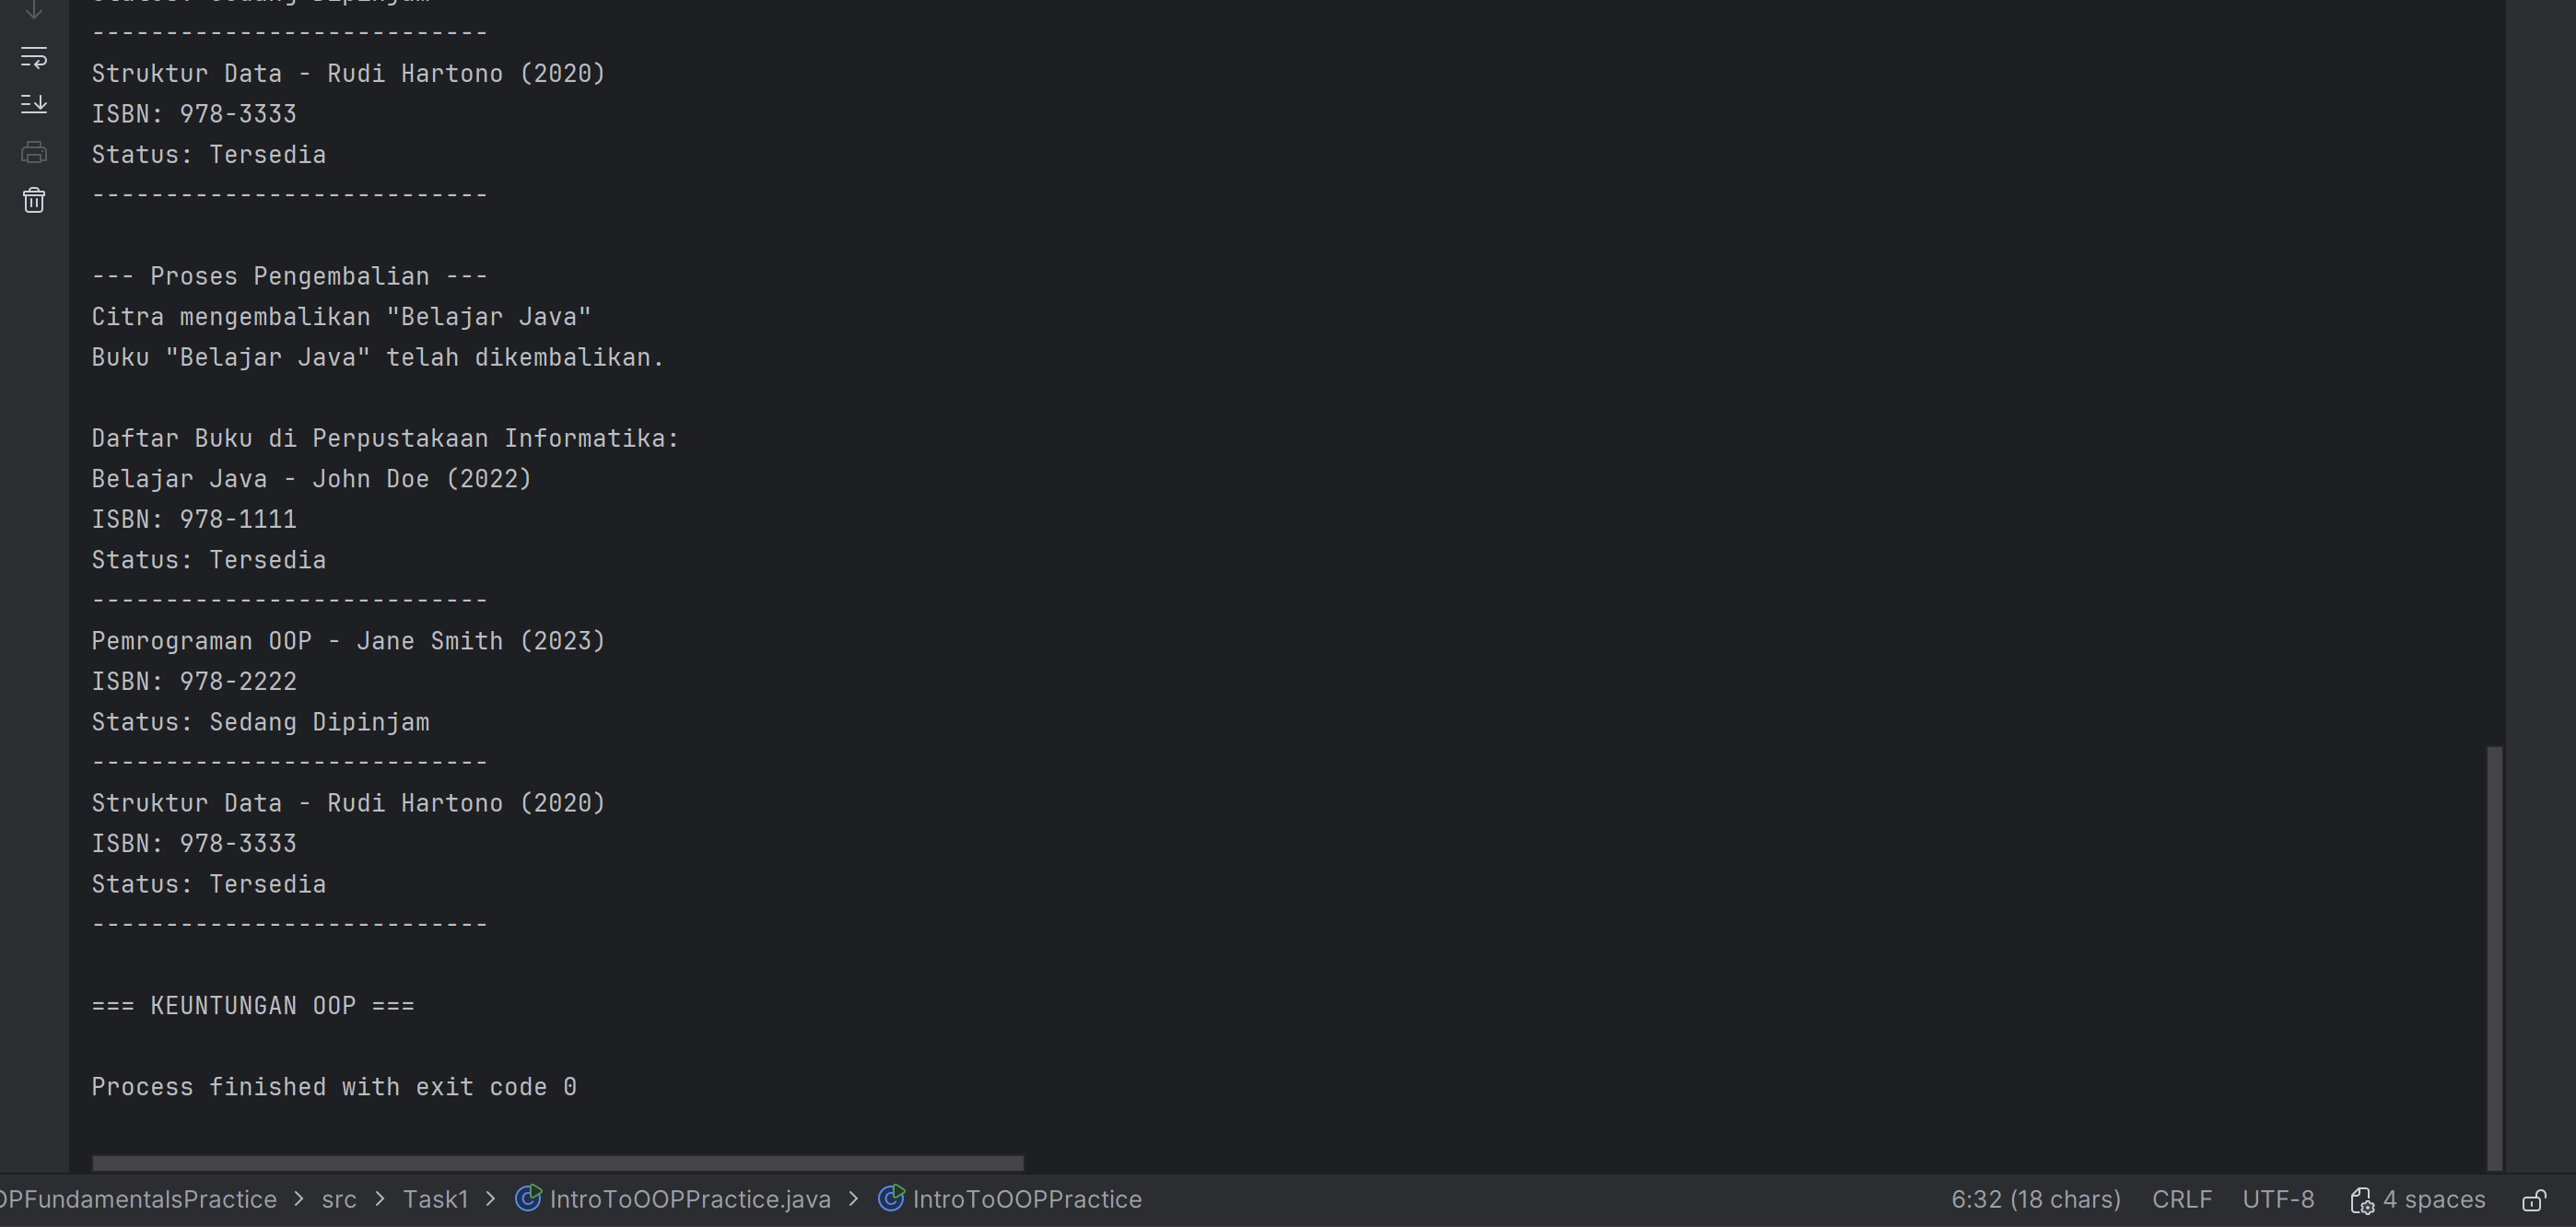 ---------------------------
Struktur Data - Rudi Hartono (2020)
ISBN: 978-3333
Status: Tersedia
---------------------------
--- Proses Pengembalian ---
Citra mengembalikan "Belajar Java"
Buku "Belajar Java" telah dikembalikan.
Daftar Buku di Perpustakaan Informatika:
Belajar Java - John Doe (2022)
ISBN: 978-1111
Status: Tersedia
---------------------------
Pemrograman OOP - Jane Smith (2023)
ISBN: 978-2222
Status: Sedang Dipinjam
---------------------------
Struktur Data - Rudi Hartono (2020)
ISBN: 978-3333
Status: Tersedia
---------------------------
=== KEUNTUNGAN OOP ===
Process finished with exit code 0
OPFundamentalsPractice > src > Task1 > IntroToOOPPractice.java > IntroToOOPPractice 6:32 (18 chars) CRLF UTF-8 4 spaces